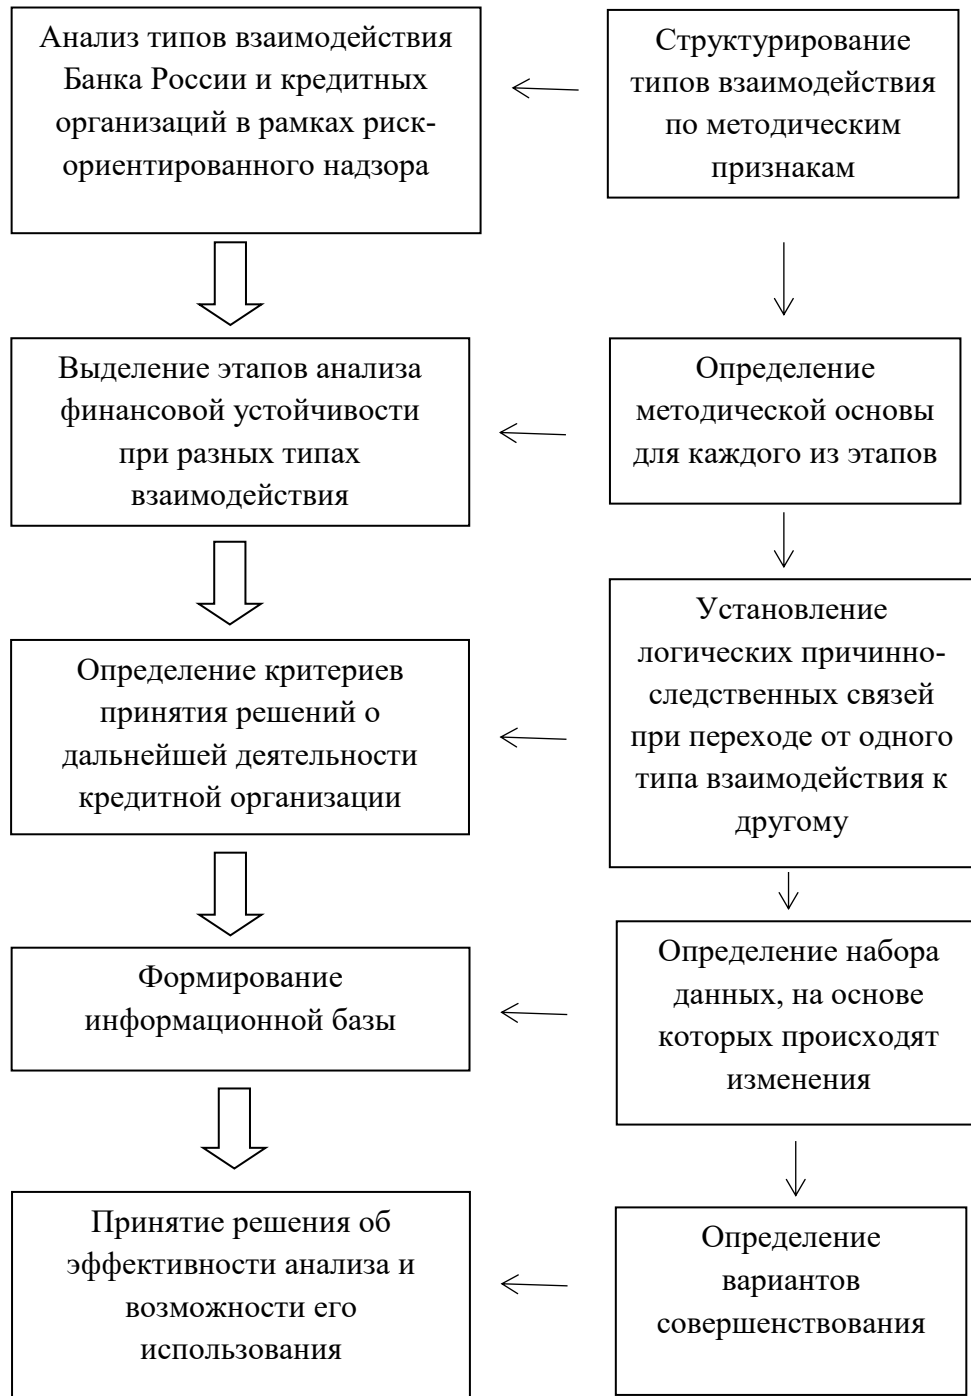 Анализ типов взаимодействия
Банка России и кредитных
организаций в рамках риск-
ориентированного надзора
Структурирование
типов взаимодействия
по методическим
признакам
Выделение этапов анализа
финансовой устойчивости
при разных типах
взаимодействия
Определение
методической основы
для каждого из этапов
Определение критериев
принятия решений о
дальнейшей деятельности
кредитной организации
Установление
логических причинно-
следственных связей
при переходе от одного
типа взаимодействия к
другому
Формирование
информационной базы
Определение набора
данных, на основе
которых происходят
изменения
Принятие решения об
эффективности анализа и
возможности его
использования
Определение
вариантов
совершенствования